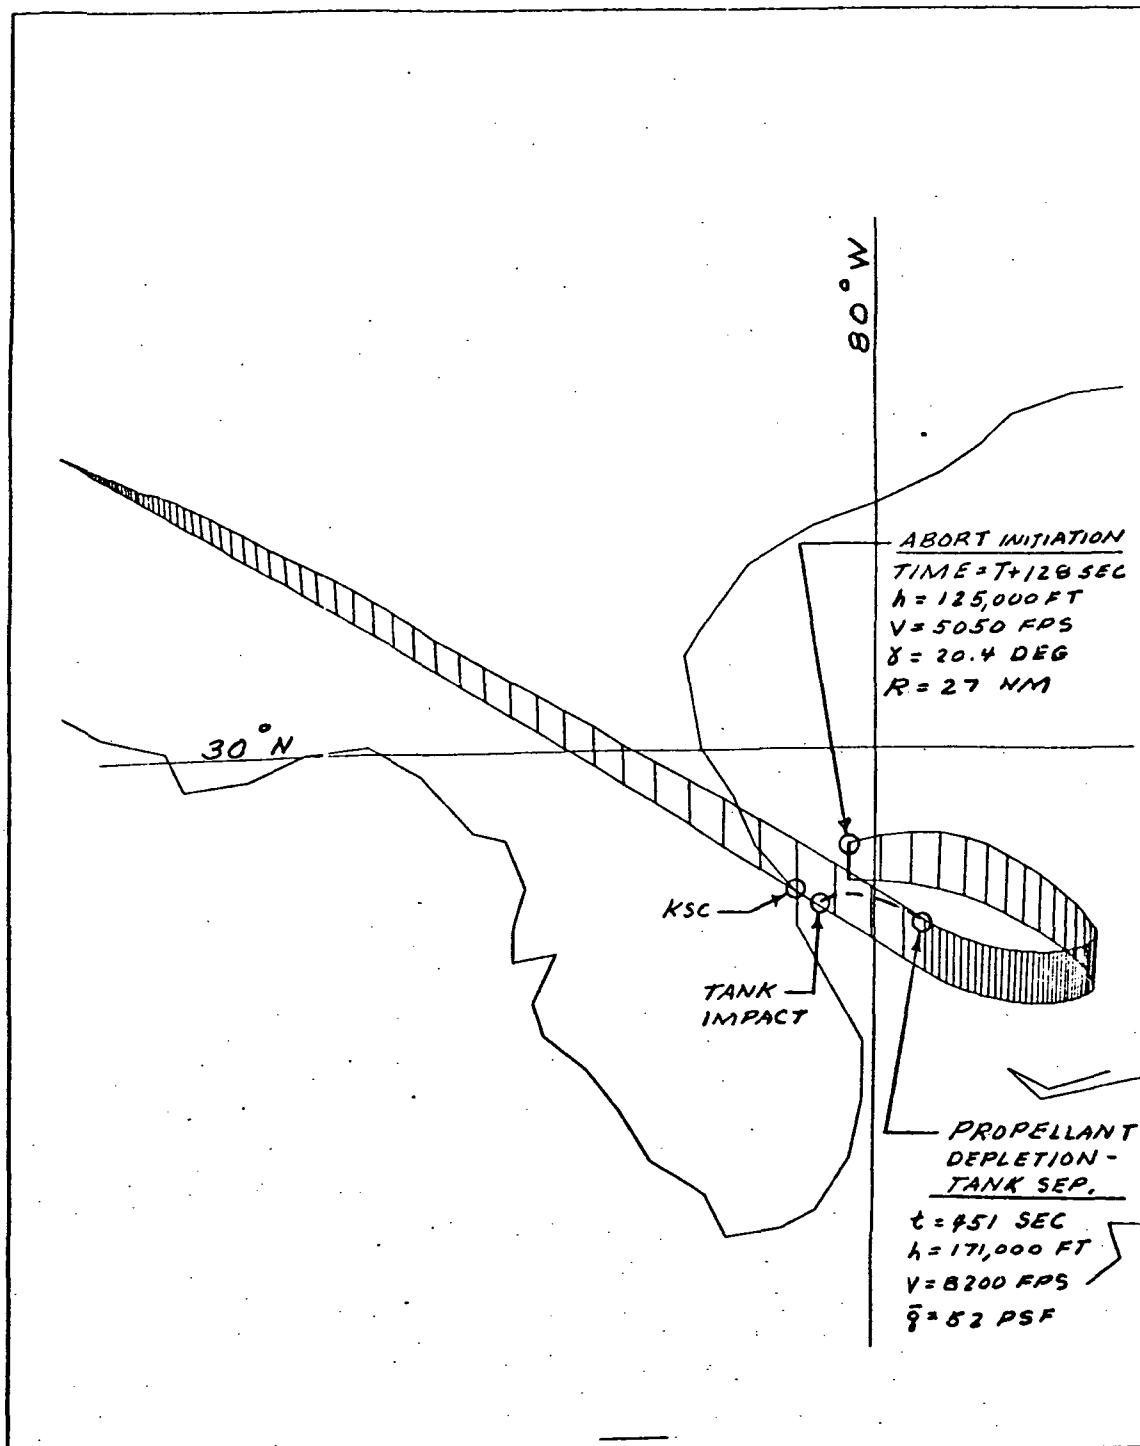 80°W
ABORT INITIATION
TIME = T+128 SEC
h = 125,000 FT
V = 5050 FPS
γ = 20.4 DEG
R = 27 NM
30°N
KSC
TANK
IMPACT
PROPELLANT
DEPLETION-
TANK SEP.
t = 451 SEC
h = 171,000 FT
V = 8200 FPS
q̄ = 52 PSF